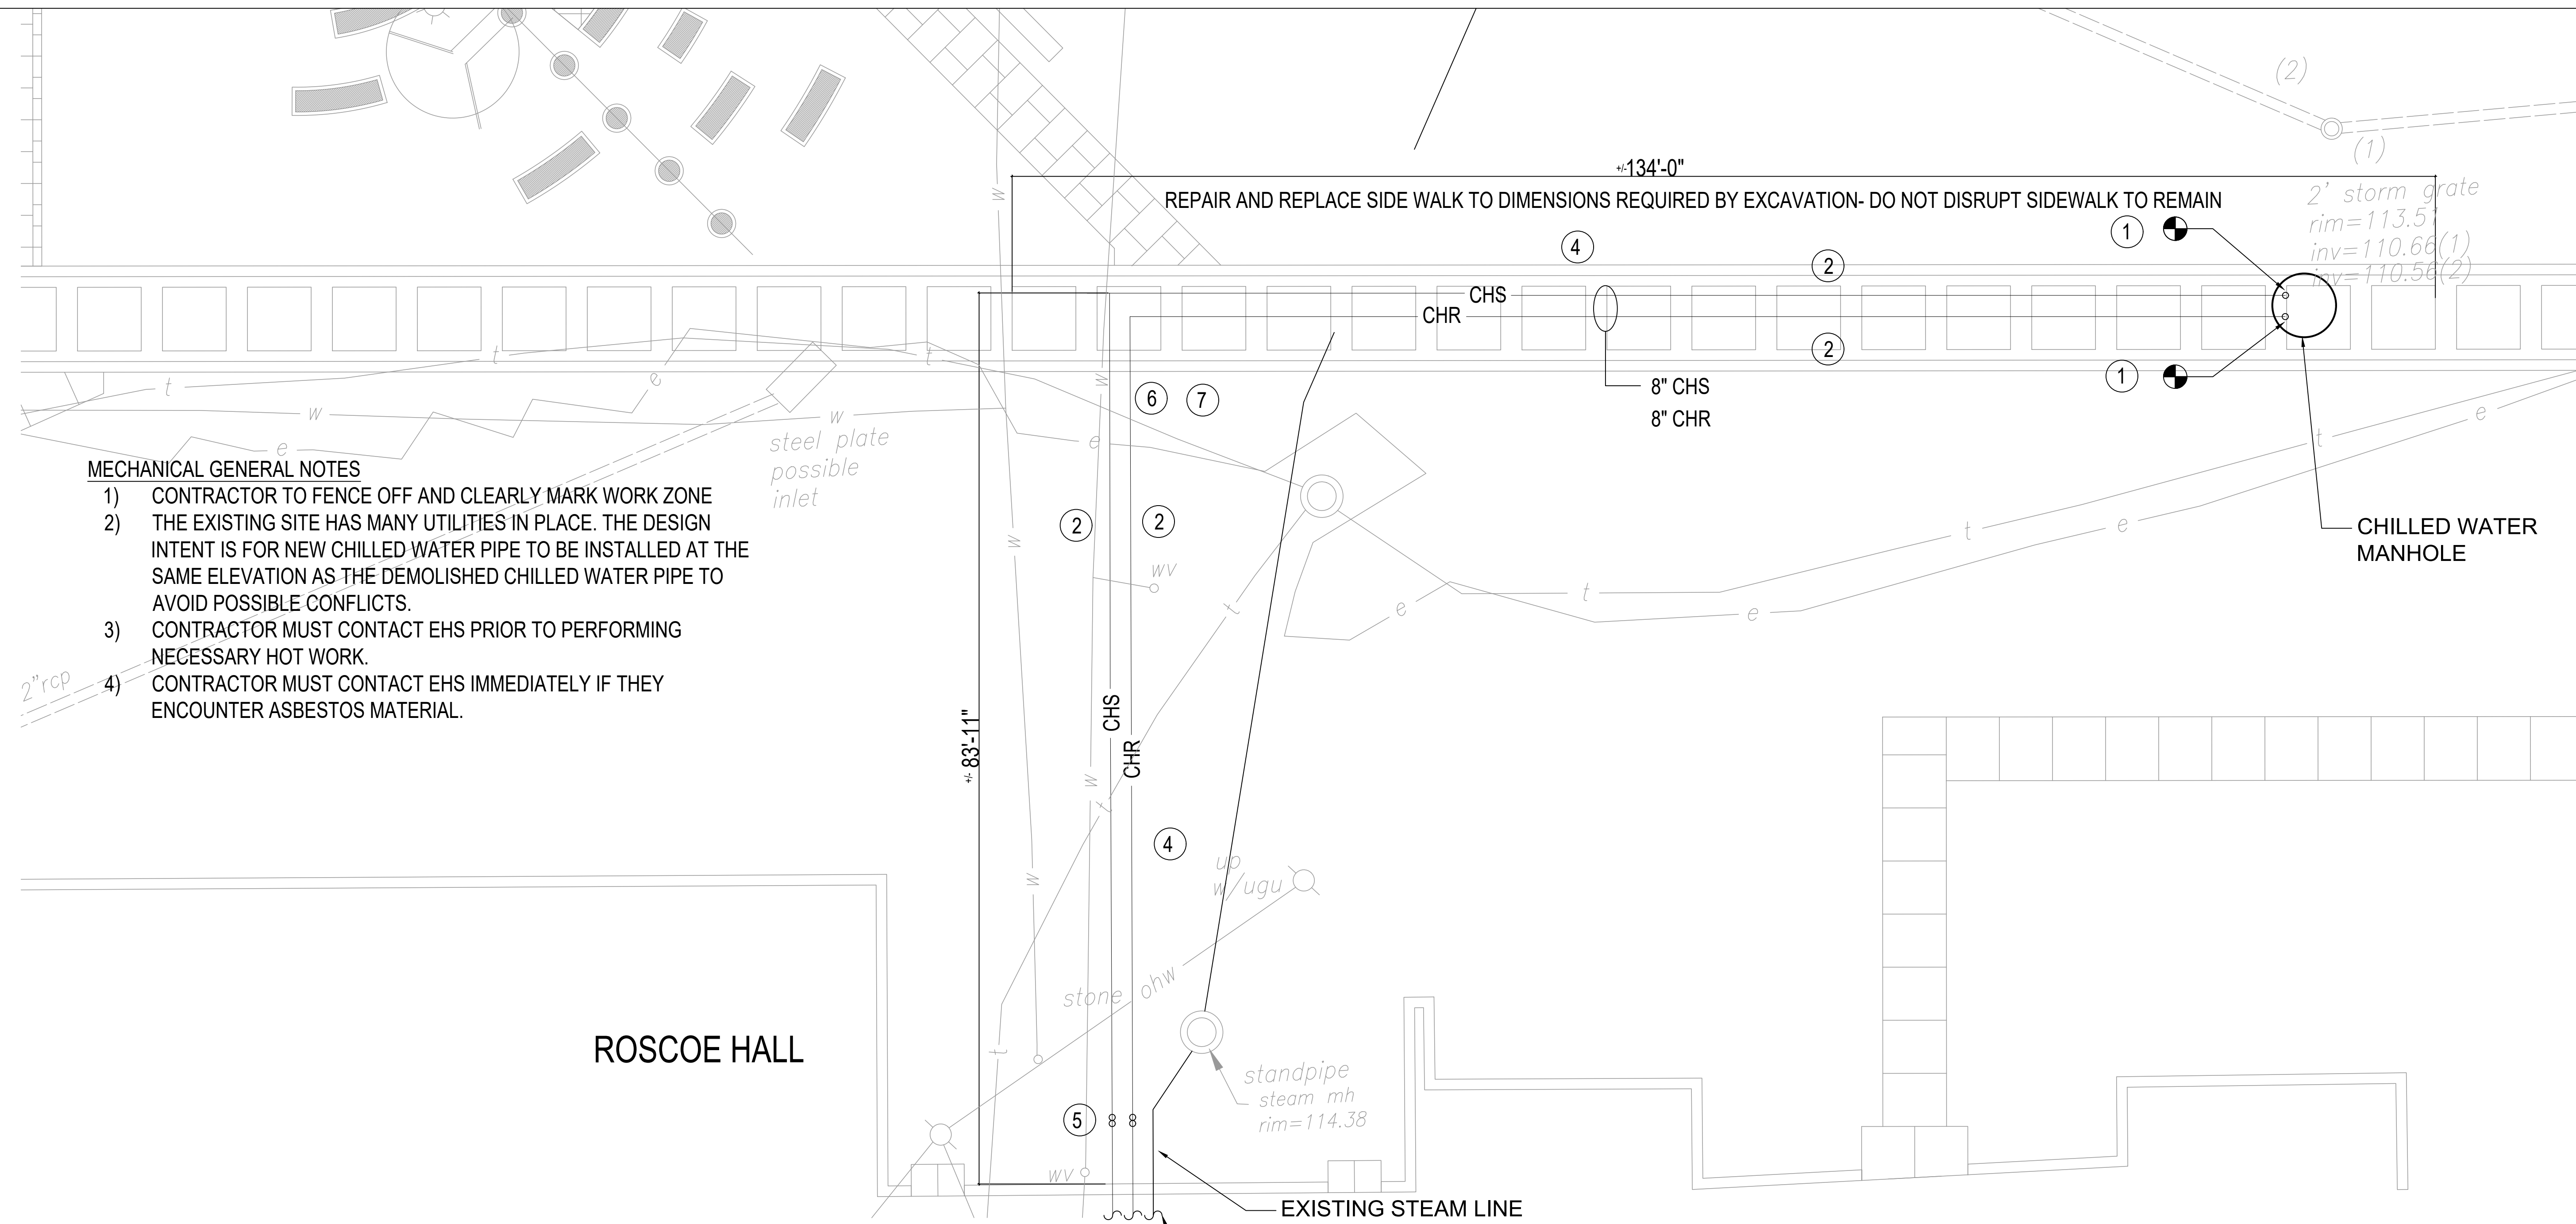 (2)
(1)
+/-134'-0"
REPAIR AND REPLACE SIDE WALK TO DIMENSIONS REQUIRED BY EXCAVATION- DO NOT DISRUPT SIDEWALK TO REMAIN
2' storm grate
rim=113.57
inv=110.66(1)
inv=110.56(2)
w
1
4
2
CHS
CHR
2
1
8" CHS
8" CHR
t
t
t
e
w
w
w
w
e
e
e
t
6
7
steel plate
possible
inlet
MECHANICAL GENERAL NOTES
1) CONTRACTOR TO FENCE OFF AND CLEARLY MARK WORK ZONE
2) THE EXISTING SITE HAS MANY UTILITIES IN PLACE. THE DESIGN
INTENT IS FOR NEW CHILLED WATER PIPE TO BE INSTALLED AT THE
SAME ELEVATION AS THE DEMOLISHED CHILLED WATER PIPE TO
AVOID POSSIBLE CONFLICTS.
3) CONTRACTOR MUST CONTACT EHS PRIOR TO PERFORMING
NECESSARY HOT WORK.
4) CONTRACTOR MUST CONTACT EHS IMMEDIATELY IF THEY
ENCOUNTER ASBESTOS MATERIAL.
2"rcp
2
2
CHILLED WATER
MANHOLE
wv
t
t
t
e
e
e
CHS
CHR
+/- 83'-11"
w
t
4
w
up
w/ugu
stone
ohw
ROSCOE HALL
t
standpipe
steam mh
rim=114.38
5
wv
EXISTING STEAM LINE